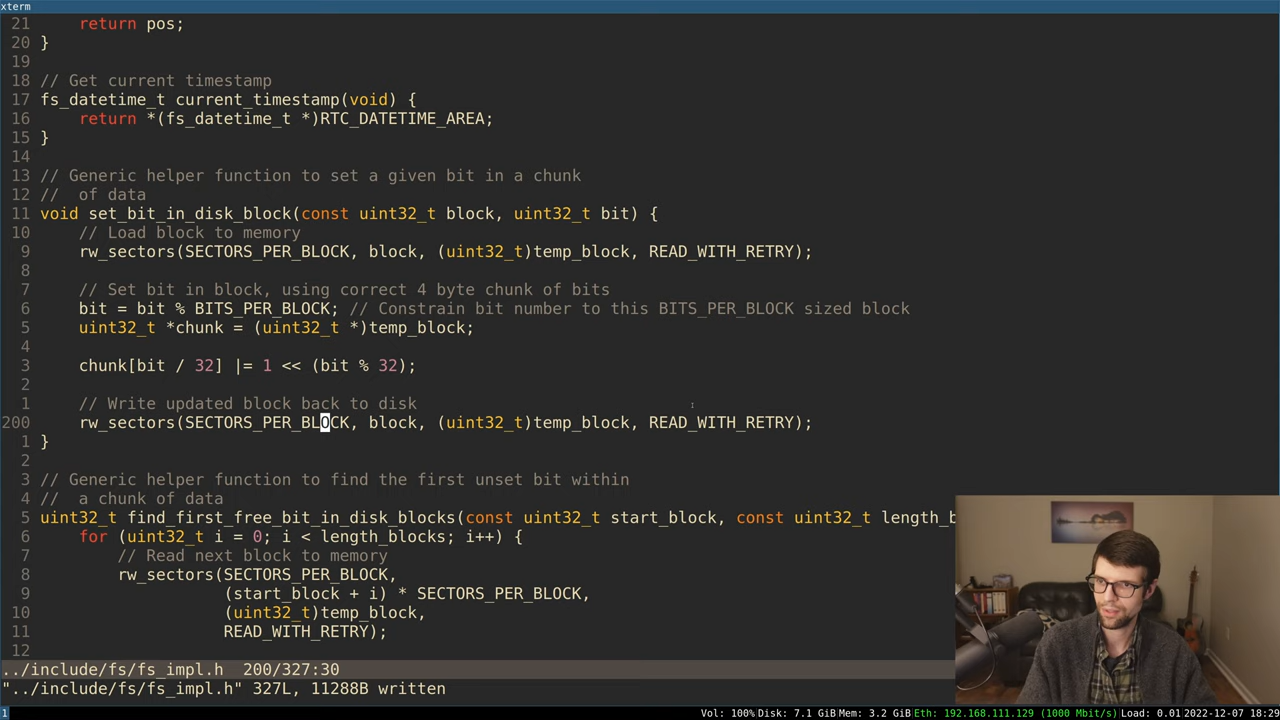 xterm
21     return pos;
20 }
19
18 // Get current timestamp
17 fs_datetime_t current_timestamp(void) {
16     return *(fs_datetime_t *)RTC_DATETIME_AREA;
15 }
14
13 // Generic helper function to set a given bit in a chunk
12 //  of data
11 void set_bit_in_disk_block(const uint32_t block, uint32_t bit) {
10     // Load block to memory
9     rw_sectors(SECTORS_PER_BLOCK, block, (uint32_t)temp_block, READ_WITH_RETRY);
8
7     // Set bit in block, using correct 4 byte chunk of bits
6     bit = bit % BITS_PER_BLOCK; // Constrain bit number to this BITS_PER_BLOCK sized block
5     uint32_t *chunk = (uint32_t *)temp_block;
4
3     chunk[bit / 32] |= 1 << (bit % 32);
2
1     // Write updated block back to disk
200     rw_sectors(SECTORS_PER_BLOCK, block, (uint32_t)temp_block, READ_WITH_RETRY);
1 }
2
3 // Generic helper function to find the first unset bit within
4 //  a chunk of data
5 uint32_t find_first_free_bit_in_disk_blocks(const uint32_t start_block, const uint32_t length_b
6     for (uint32_t i = 0; i < length_blocks; i++) {
7         // Read next block to memory
8         rw_sectors(SECTORS_PER_BLOCK,
9                    (start_block + i) * SECTORS_PER_BLOCK,
10                    (uint32_t)temp_block,
11                    READ_WITH_RETRY);
12
../include/fs/fs_impl.h  200/327:30
"../include/fs/fs_impl.h" 327L, 11288B written
1 Vol: 100% Disk: 7.1 GiB Mem: 3.2 GiB Eth: 192.168.111.129 (1000 Mbit/s) Load: 0.01 2022-12-07 18:29